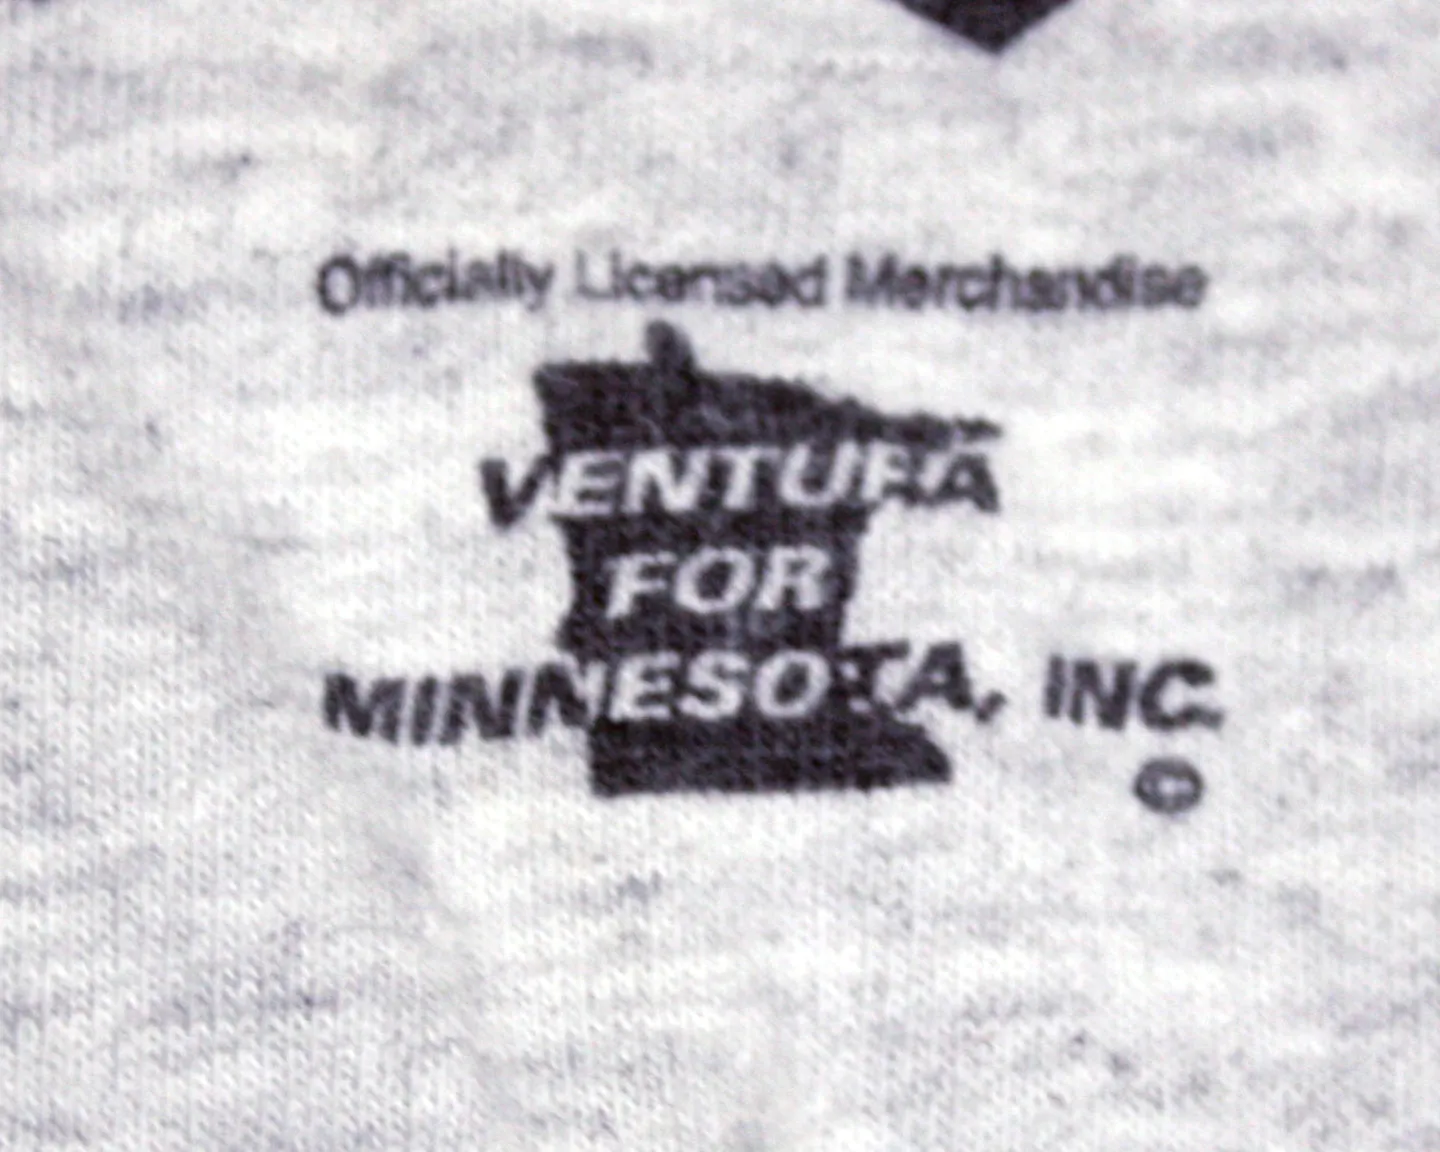 Officially Licensed Merchandise
VENTURA
FOR
MINNESOTA, INC.
©